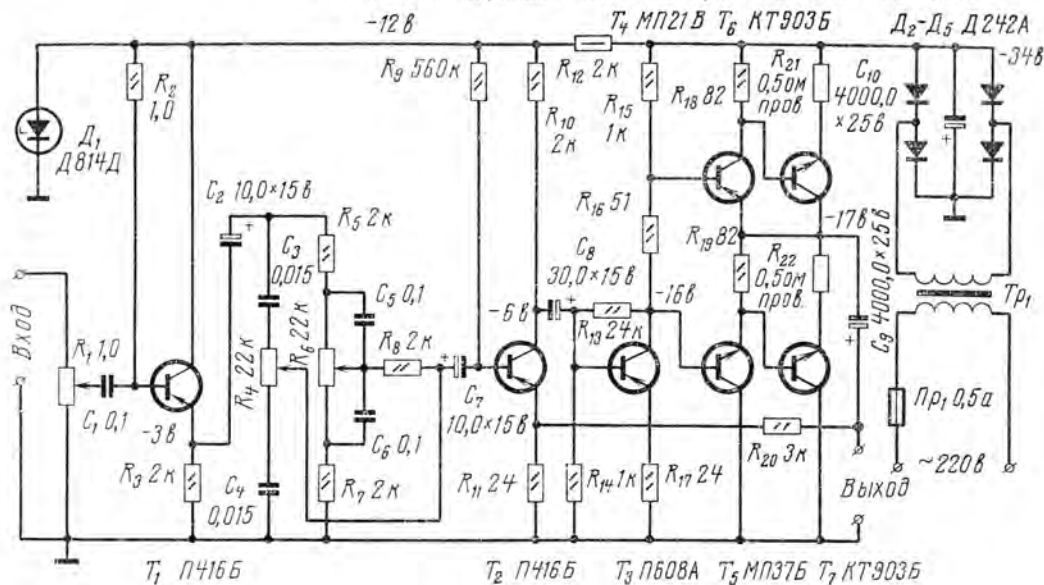 T₄ МП21В T₆ КТ903Б Д₂-Д₅ Д242А
-12в
-34в
R₂
1,0
R₉ 560к
R₁₂ 2к
R₁₀
2к
R₁₅
1к
R₁₈ 82
R₂₁
0,5Ом
пров.
C₁₀
4000,0
×25в
Д₁
Д814Д
C₂ 10,0×15в
R₅ 2к
C₃
0,015
C₅ 0,1
R₁₆ 51
C₈
30,0×15в
R₁₉ 82
R₂₂
0,5Ом
пров.
-17в
C₉ 4000,0×25в
Тр₁
Вход
R₁ 1,0
C₁ 0,1
-3в
R₄ 22к
R₆ 22к
R₈ 2к
-6в
R₁₃ 24к
-16в
C₇
10,0×15в
C₆ 0,1
Пр₁ 0,5а
R₃ 2к
C₄
0,015
R₇ 2к
R₁₁ 24
R₁₄ 1к
R₁₇ 24
R₂₀ 3к
Выход
~220в
T₁ П416Б T₂ П416Б T₃ П608А T₅ МП37Б T₇ КТ903Б